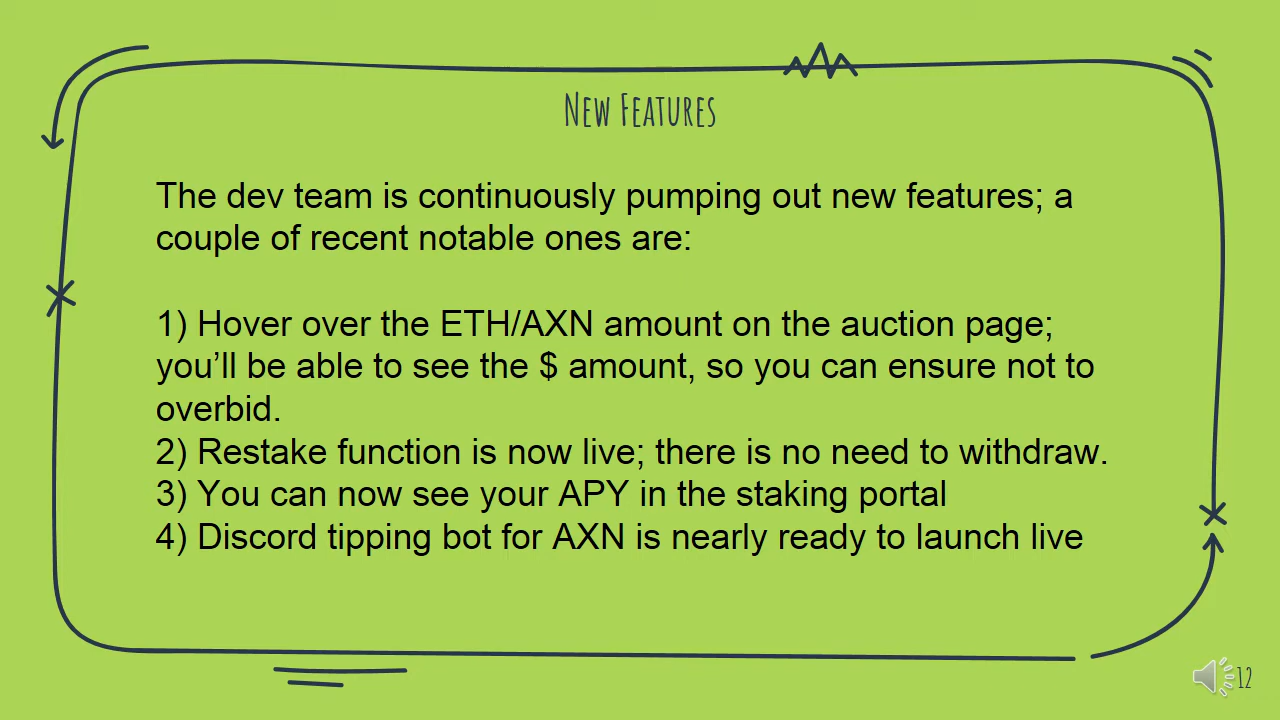 New Features
The dev team is continuously pumping out new features; a
couple of recent notable ones are:
1) Hover over the ETH/AXN amount on the auction page;
you’ll be able to see the $ amount, so you can ensure not to
overbid.
2) Restake function is now live; there is no need to withdraw.
3) You can now see your APY in the staking portal
4) Discord tipping bot for AXN is nearly ready to launch live
12